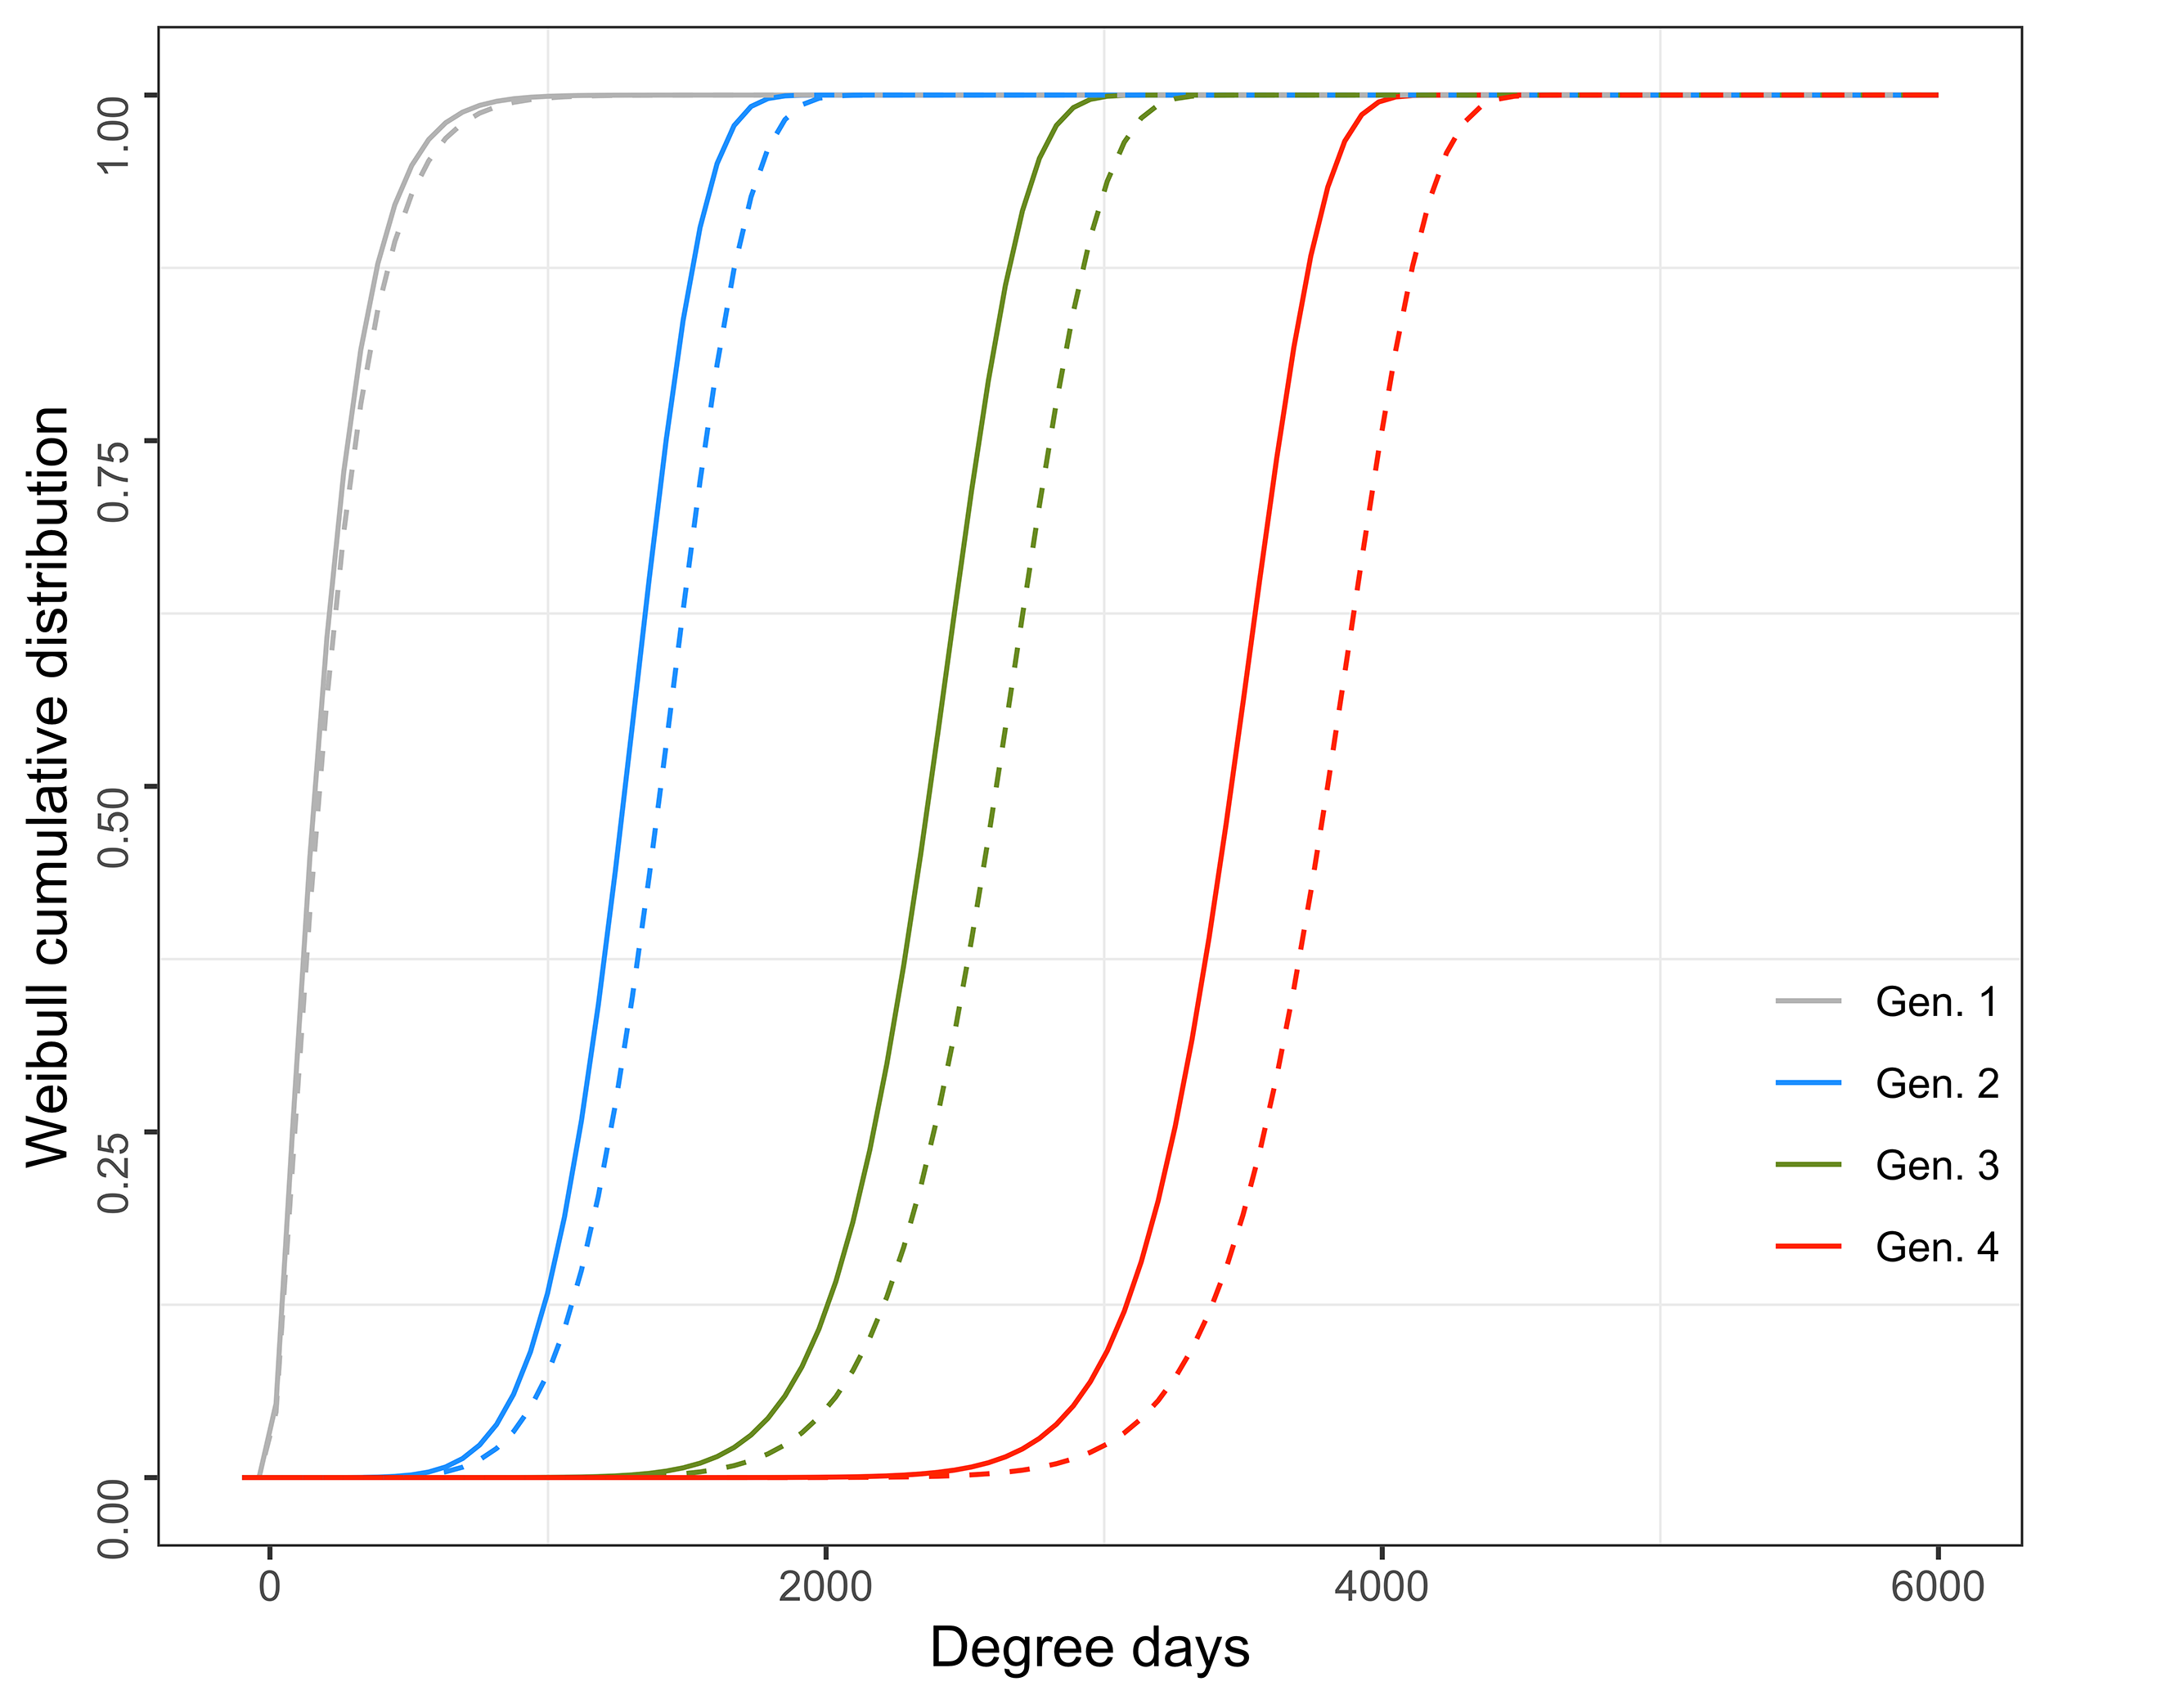 Weibull cumulative distribution
1.00
0.75
0.50
0.25
0.00
Gen. 1
Gen. 2
Gen. 3
Gen. 4
0 2000 4000 6000
Degree days